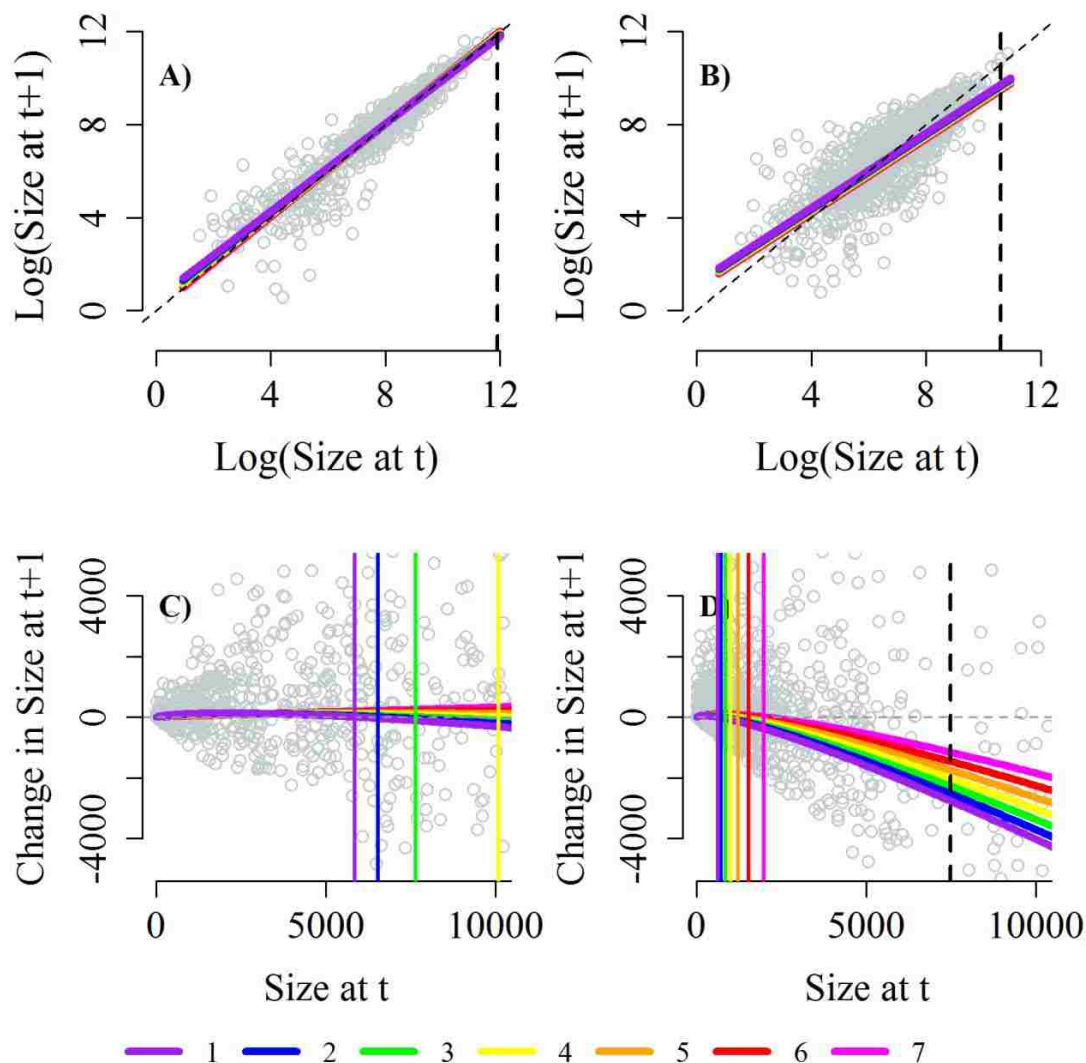 A)
Log(Size at t+1)
0 4 8 12
0 4 8 12
Log(Size at t)
B)
Log(Size at t+1)
0 4 8 12
0 4 8 12
Log(Size at t)
C)
Change in Size at t+1
-4000 0 4000
0 5000 10000
Size at t
D)
Change in Size at t+1
-4000 0 4000
0 5000 10000
Size at t
1 2 3 4 5 6 7